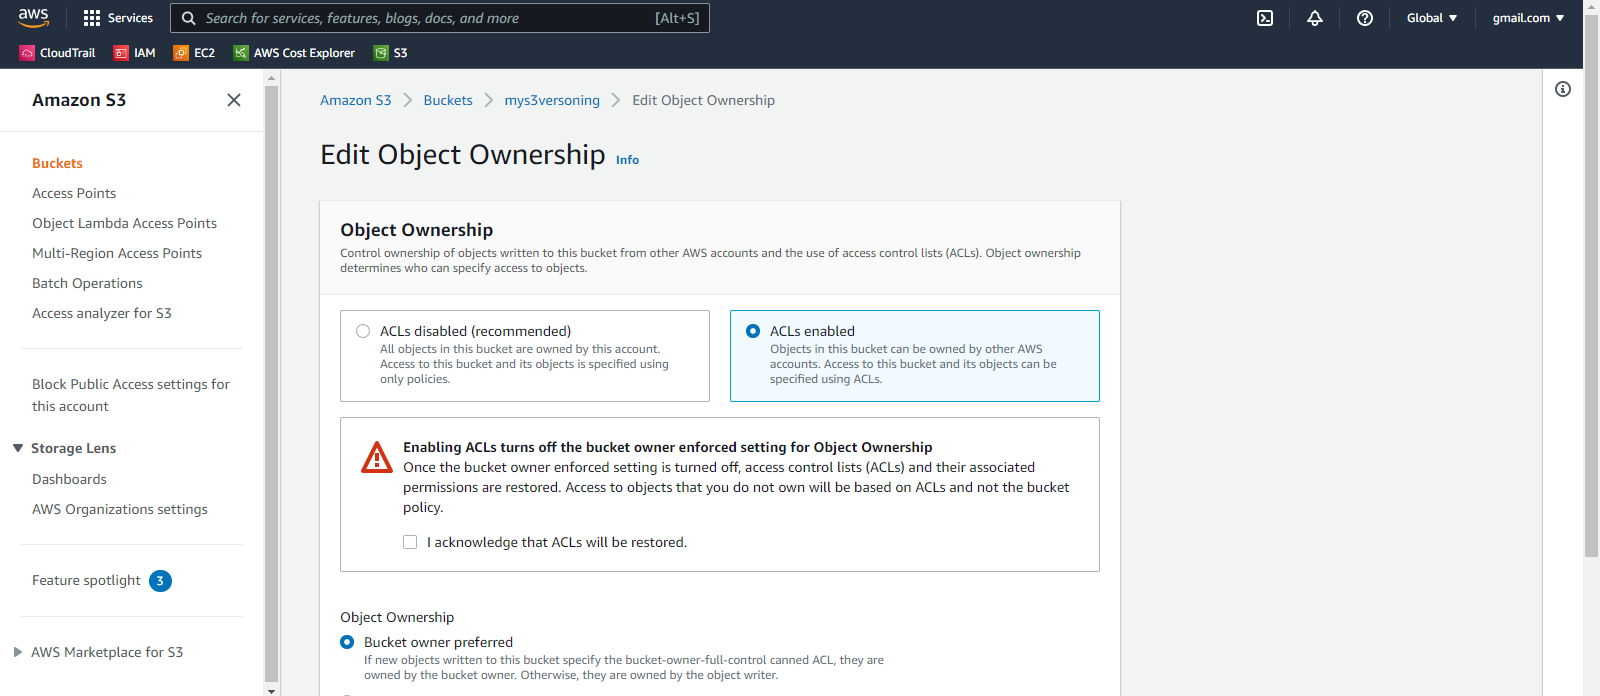 aws
Services
Search for services, features, blogs, docs, and more
[Alt+S]
Global
gmail.com
CloudTrail
IAM
EC2
AWS Cost Explorer
S3
Amazon S3
Buckets
Access Points
Object Lambda Access Points
Multi-Region Access Points
Batch Operations
Access analyzer for S3
Block Public Access settings for
this account
Storage Lens
Dashboards
AWS Organizations settings
Feature spotlight 3
AWS Marketplace for S3
Amazon S3 > Buckets > mys3versoning > Edit Object Ownership
Edit Object Ownership Info
Object Ownership
Control ownership of objects written to this bucket from other AWS accounts and the use of access control lists (ACLs). Object ownership
determines who can specify access to objects.
ACLs disabled (recommended)
All objects in this bucket are owned by this account.
Access to this bucket and its objects is specified using
only policies.
ACLs enabled
Objects in this bucket can be owned by other AWS
accounts. Access to this bucket and its objects can be
specified using ACLs.
Enabling ACLs turns off the bucket owner enforced setting for Object Ownership
Once the bucket owner enforced setting is turned off, access control lists (ACLs) and their associated
permissions are restored. Access to objects that you do not own will be based on ACLs and not the bucket
policy.
I acknowledge that ACLs will be restored.
Object Ownership
Bucket owner preferred
If new objects written to this bucket specify the bucket-owner-full-control canned ACL, they are
owned by the bucket owner. Otherwise, they are owned by the object writer.